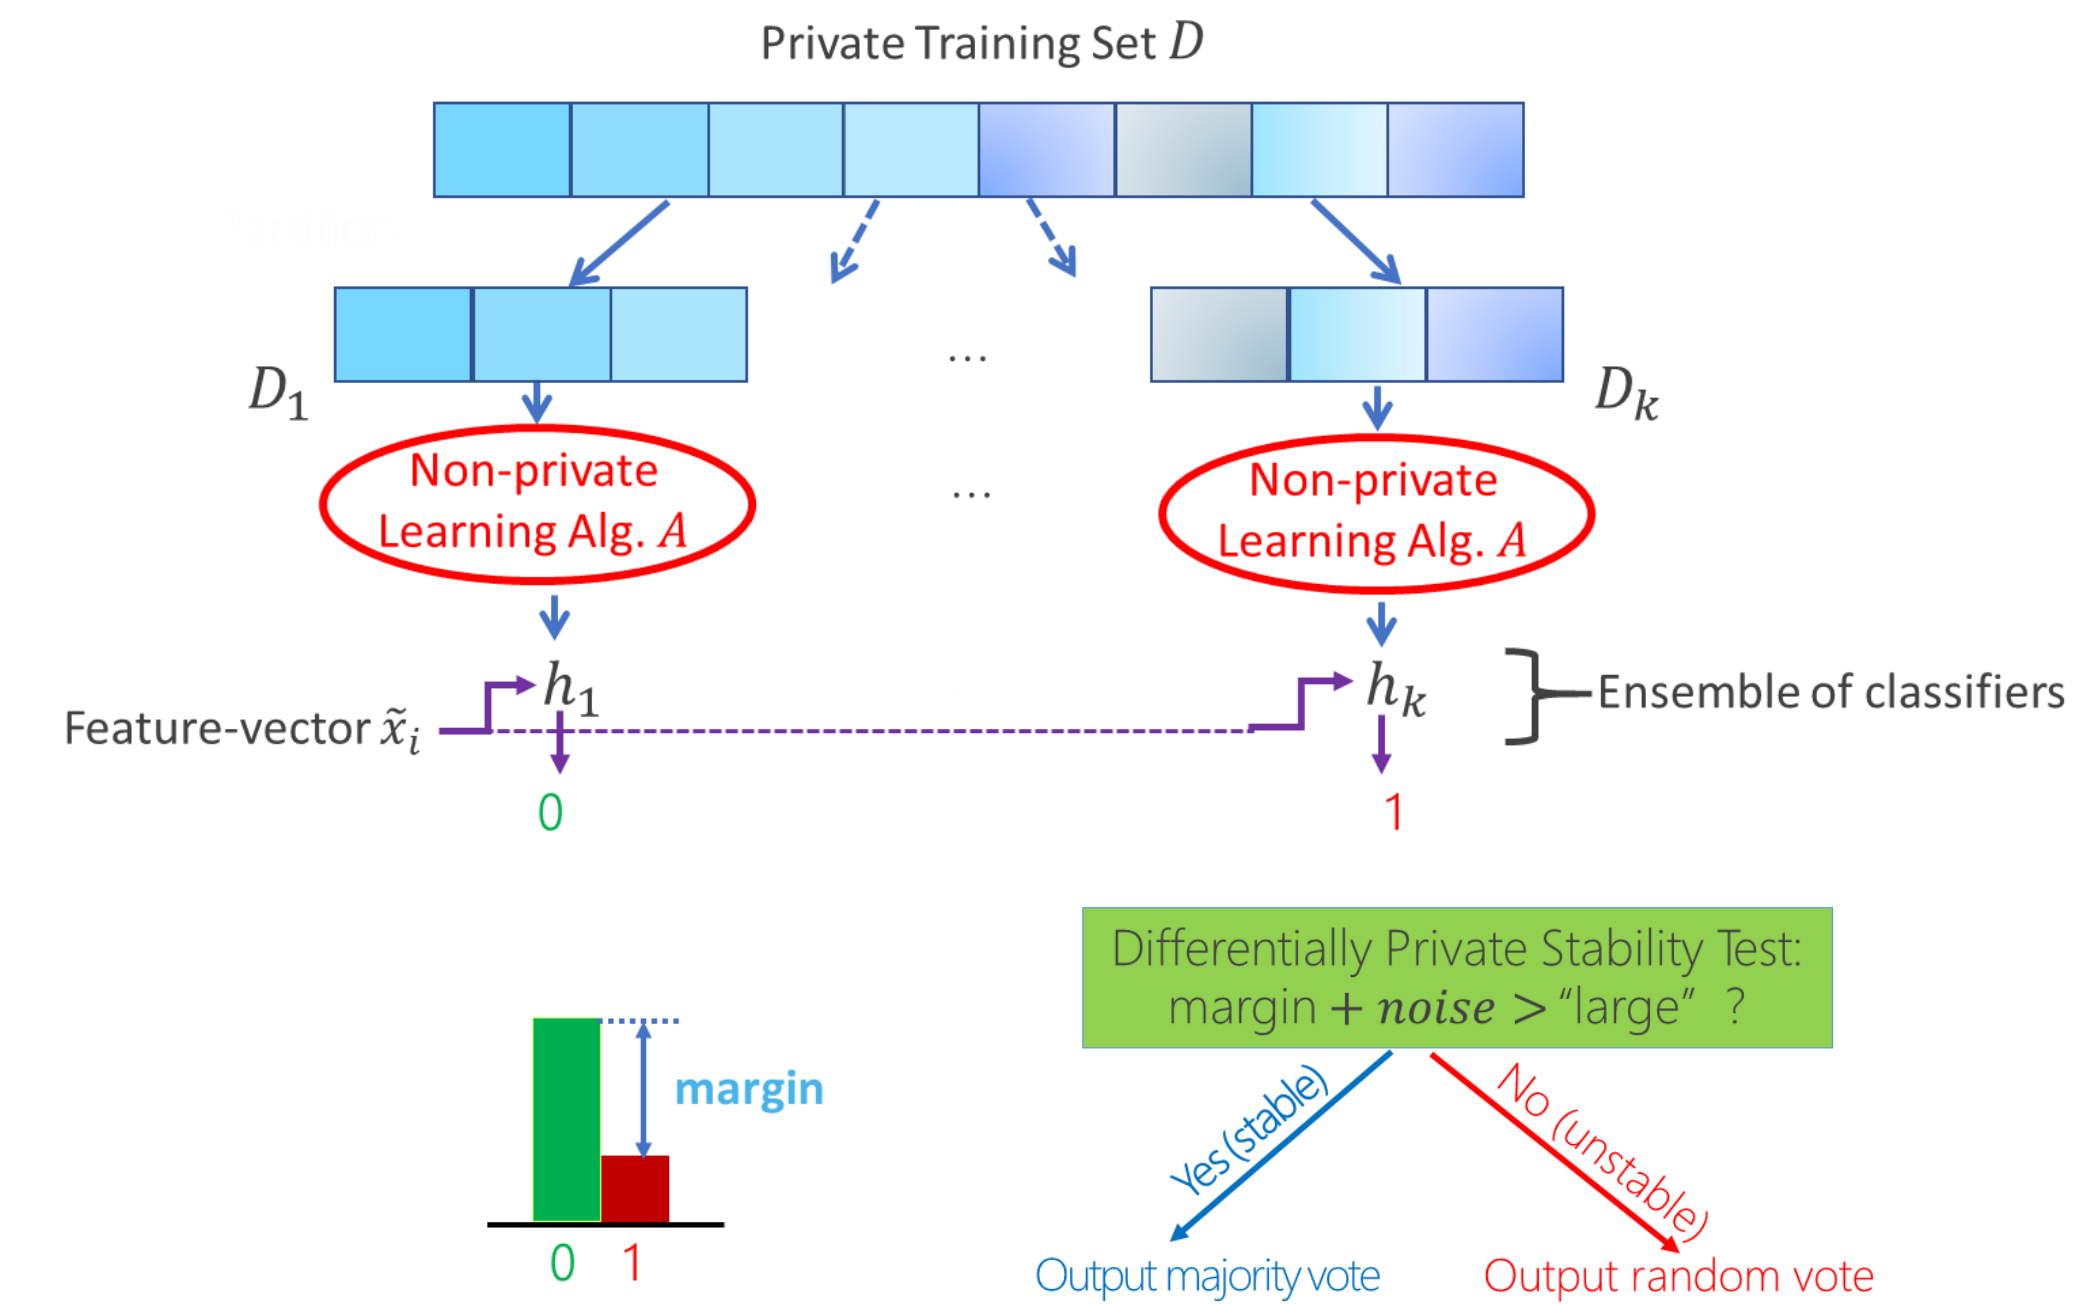 Private Training Set D
D₁
...
Dₖ
Non-private
Learning Alg. A
...
Non-private
Learning Alg. A
h₁
hₖ
Ensemble of classifiers
Feature-vector x̃ᵢ
0
1
Differentially Private Stability Test:
margin + noise > “large” ?
margin
Yes (stable)
No (unstable)
0
1
Output majority vote
Output random vote